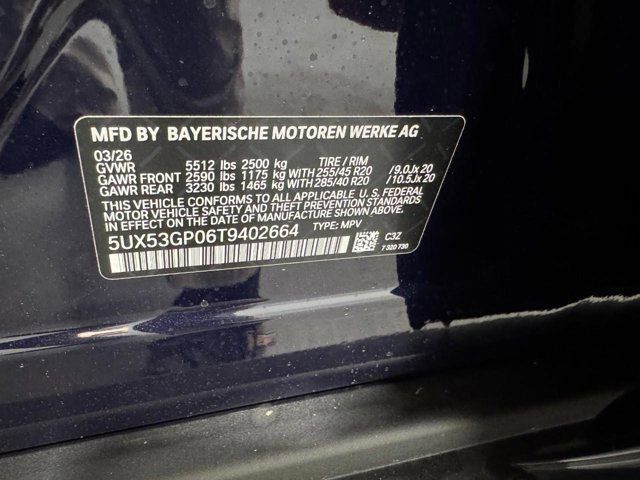 MFD BY BAYERISCHE MOTOREN WERKE AG
03/26
GVWR 5512 lbs 2500 kg TIRE / RIM
GAWR FRONT 2590 lbs 1175 kg WITH 255/45 R20 / 9.0Jx 20
GAWR REAR 3230 lbs 1465 kg WITH 285/40 R20 / 10.5Jx 20
THIS VEHICLE CONFORMS TO ALL APPLICABLE U. S. FEDERAL
MOTOR VEHICLE SAFETY AND THEFT PREVENTION STANDARDS
IN EFFECT ON THE DATE OF MANUFACTURE SHOWN ABOVE.
5UX53GP06T9402664 TYPE: MPV
C3Z
7 320 730